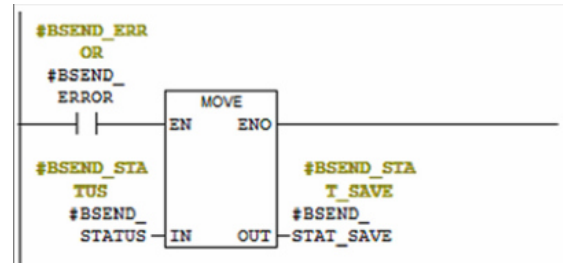 #BSEND_ERR
OR
#BSEND_
ERROR
MOVE
EN ENO
#BSEND_STA
TUS
#BSEND_
STATUS
IN OUT
#BSEND_STA
T_SAVE
#BSEND_
STAT_SAVE